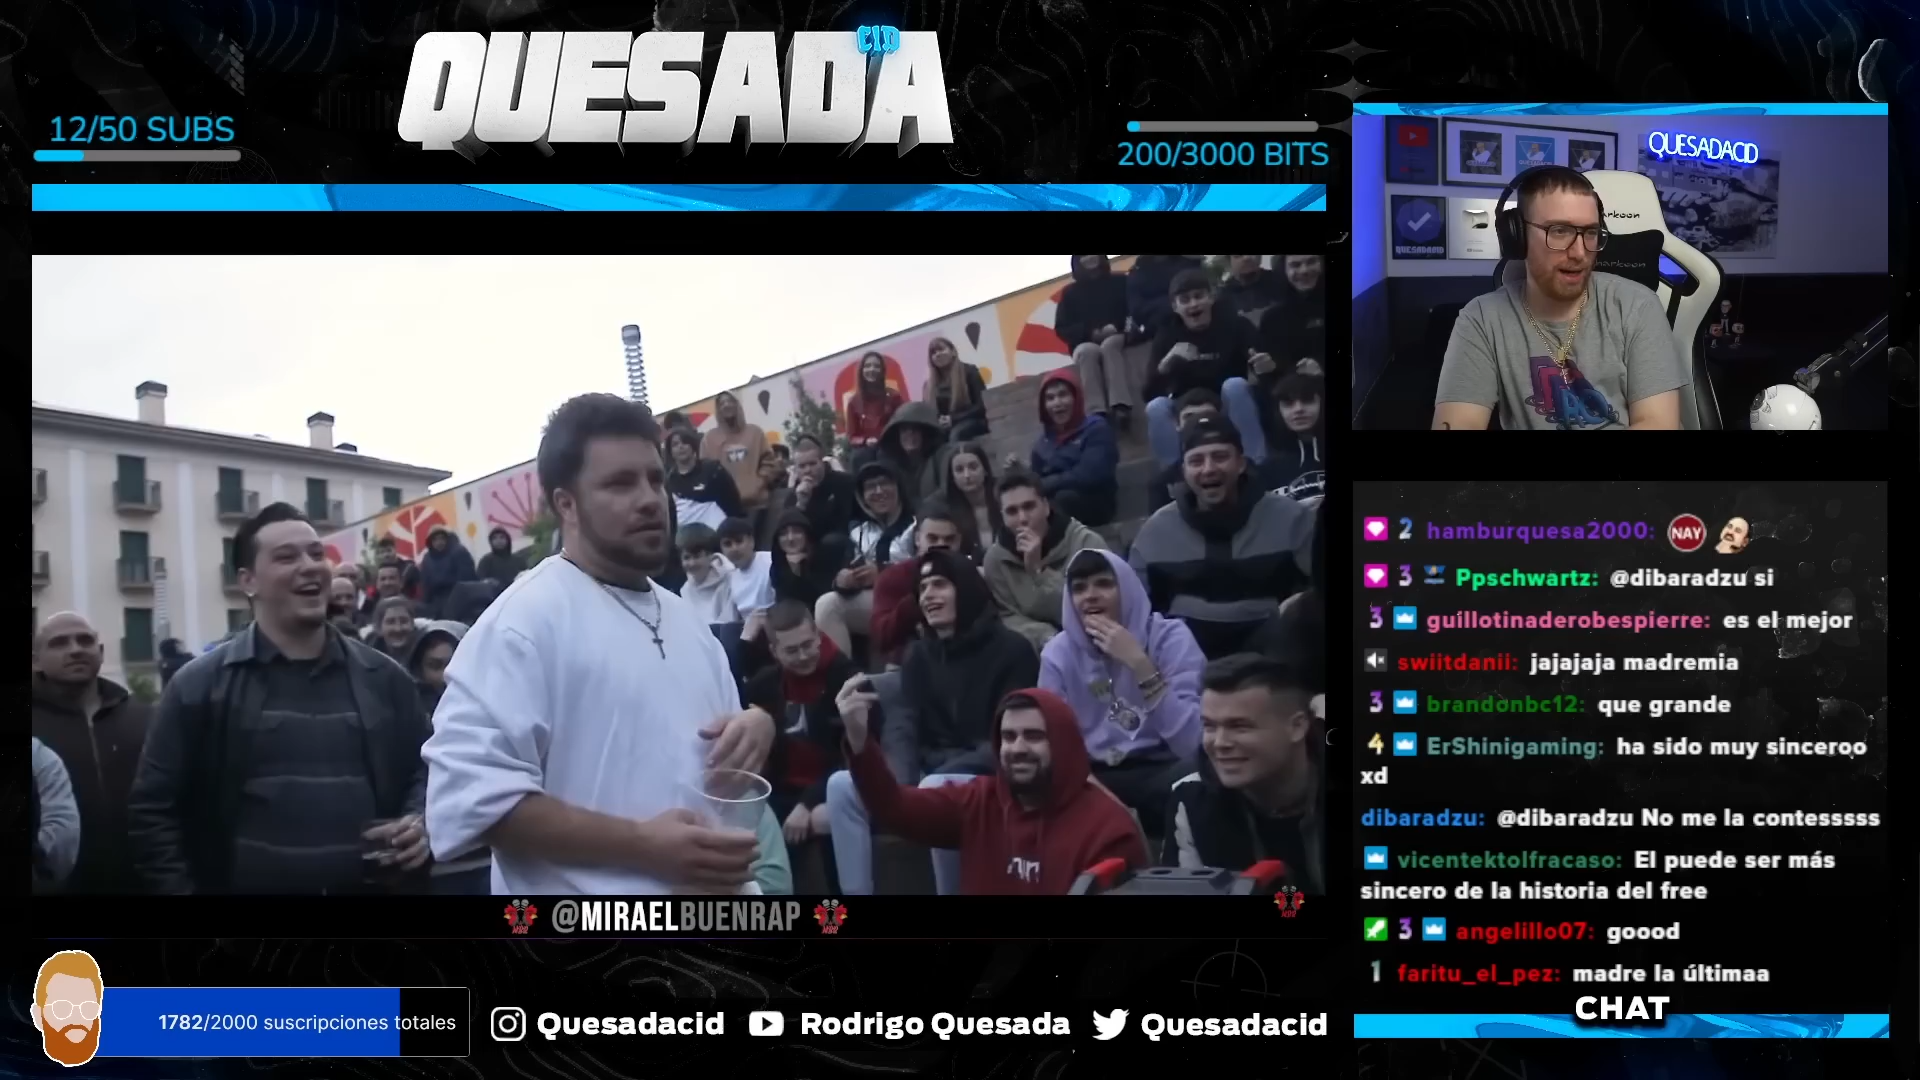 CID
QUESADA
12/50 SUBS
200/3000 BITS
QUESADACID
QUESADACID
arkoon
harkoon
2 hamburquesa2000: NAY
3 Ppschwartz: @dibaradzu si
3 guillotinaderobespierre: es el mejor
swiitdanii: jajajaja madremia
3 brandonbc12: que grande
4 ErShinigaming: ha sido muy sinceroo
xd
dibaradzu: @dibaradzu No me la contesssss
vicentektolfracaso: El puede ser más
sincero de la historia del free
3 angelillo07: goood
1 faritu_el_pez: madre la últimaa
CHAT
@MIRAELBUENRAP
1782/2000 suscripciones totales
Quesadacid
Rodrigo Quesada
Quesadacid